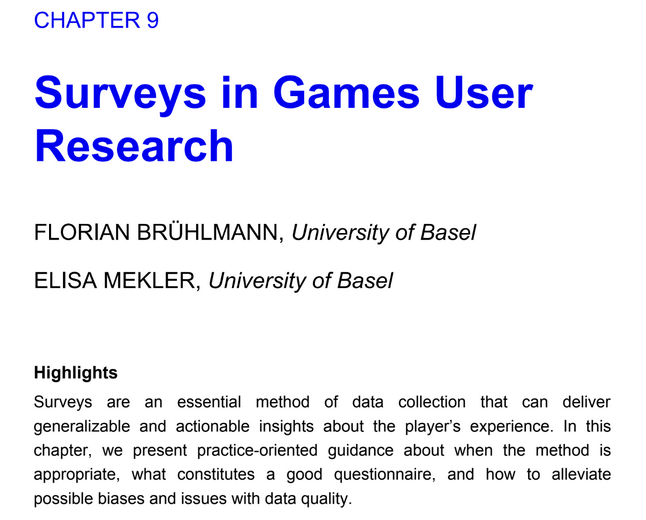 CHAPTER 9
Surveys in Games User
Research
FLORIAN BRÜHLMANN, University of Basel
ELISA MEKLER, University of Basel
Highlights
Surveys are an essential method of data collection that can deliver
generalizable and actionable insights about the player’s experience. In this
chapter, we present practice-oriented guidance about when the method is
appropriate, what constitutes a good questionnaire, and how to alleviate
possible biases and issues with data quality.